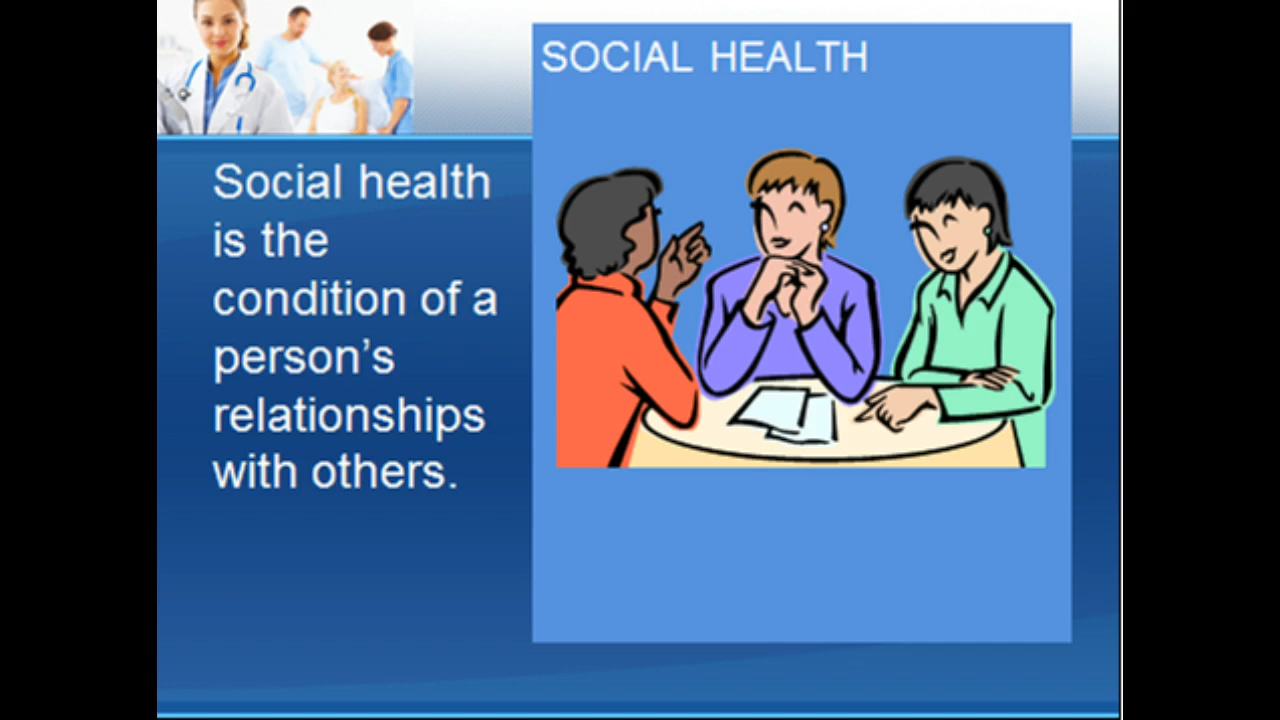 SOCIAL HEALTH
Social health
is the
condition of a
person’s
relationships
with others.